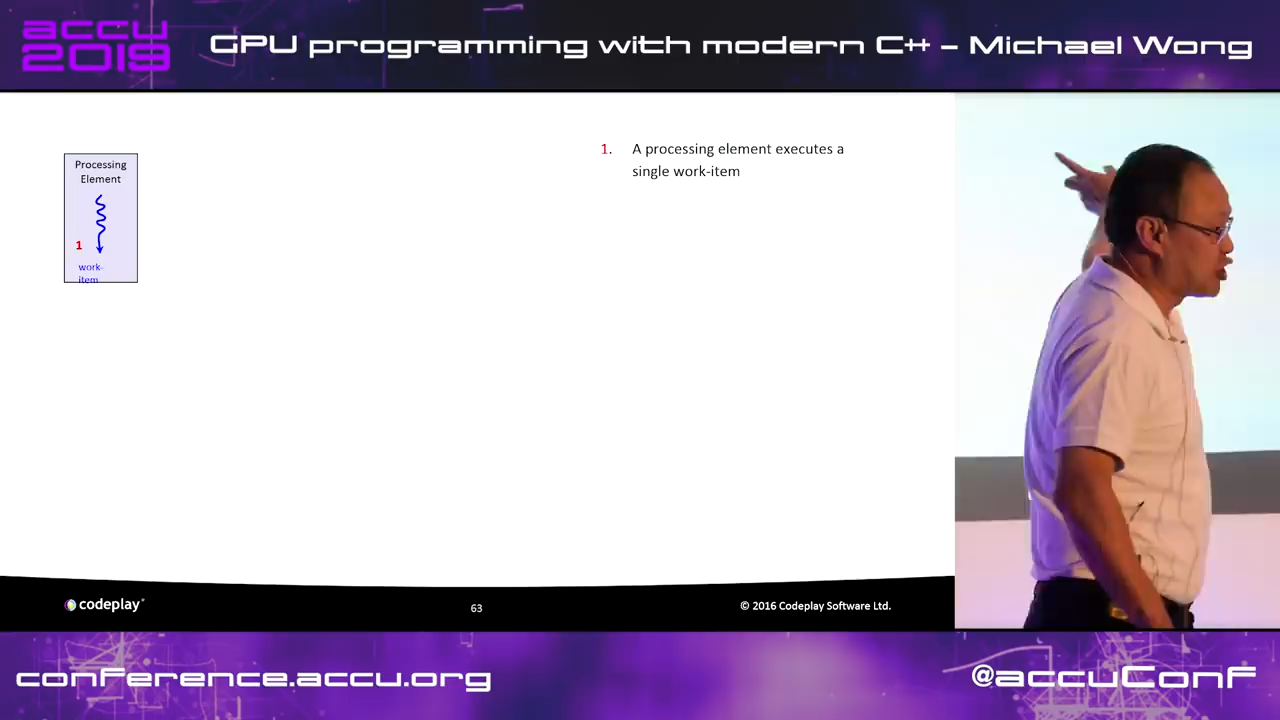 accu
2019
GPU programming with modern C++ – Michael Wong
Processing
Element
1
work-
item
1. A processing element executes a
single work-item
codeplay
63
© 2016 Codeplay Software Ltd.
conference.accu.org
@accuConf